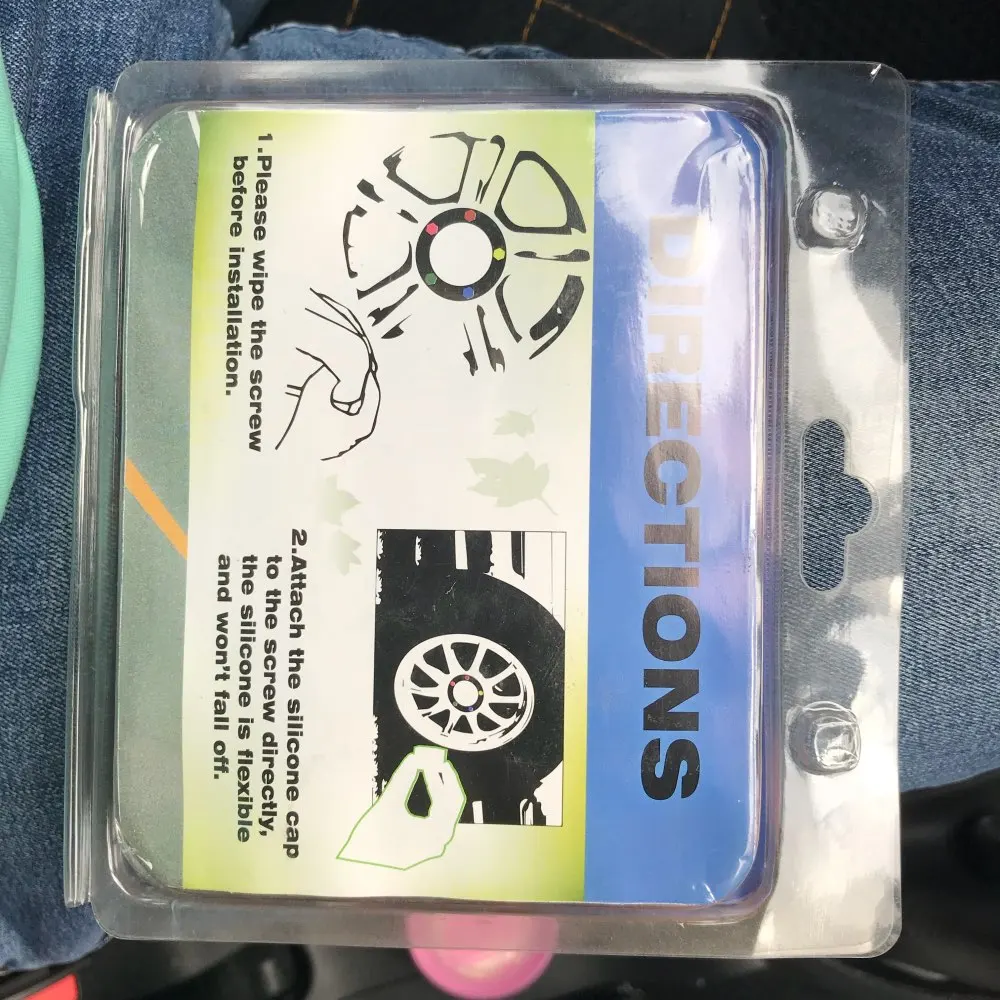 DIRECTIONS
1.Please wipe the screw
before installation.
2.Attach the silicone cap
to the screw directly,
the silicone is flexible
and won't fall off.